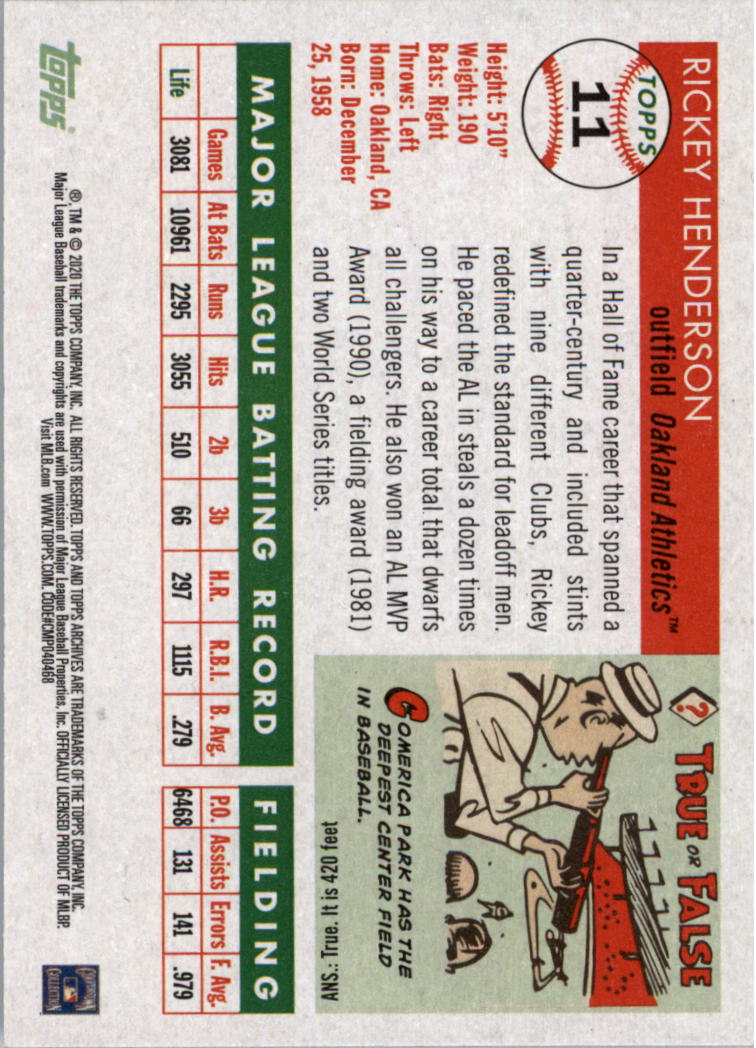 RICKEY HENDERSON
outfield Oakland Athletics™
TOPPS
11
Height: 5'10"
Weight: 190
Bats: Right
Throws: Left
Home: Oakland, CA
Born: December
25, 1958
In a Hall of Fame career that spanned a
quarter-century and included stints
with nine different Clubs, Rickey
redefined the standard for leadoff men.
He paced the AL in steals a dozen times
on his way to a career total that dwarfs
all challengers. He also won an AL MVP
Award (1990), a fielding award (1981)
and two World Series titles.
? TRUE OR FALSE
COMERICA PARK HAS THE
DEEPEST CENTER FIELD
IN BASEBALL.
ANS.: True. It is 420 feet
MAJOR LEAGUE BATTING RECORD
Games At Bats Runs Hits 2b 3b H.R. R.B.I. B. Avg.
Life 3081 10961 2295 3055 510 66 297 1115 .279
FIELDING
P.O. Assists Errors F. Avg.
6468 131 141 .979
topps
®, TM & © 2020 THE TOPPS COMPANY, INC. ALL RIGHTS RESERVED. TOPPS AND TOPPS ARCHIVES ARE TRADEMARKS OF THE TOPPS COMPANY, INC.
Major League Baseball trademarks and copyrights are used with permission of Major League Baseball Properties, Inc. OFFICIALLY LICENSED PRODUCT OF MLBP.
Visit MLB.com WWW.TOPPS.COM. CODE#CMP040468
COOPERSTOWN
COLLECTION